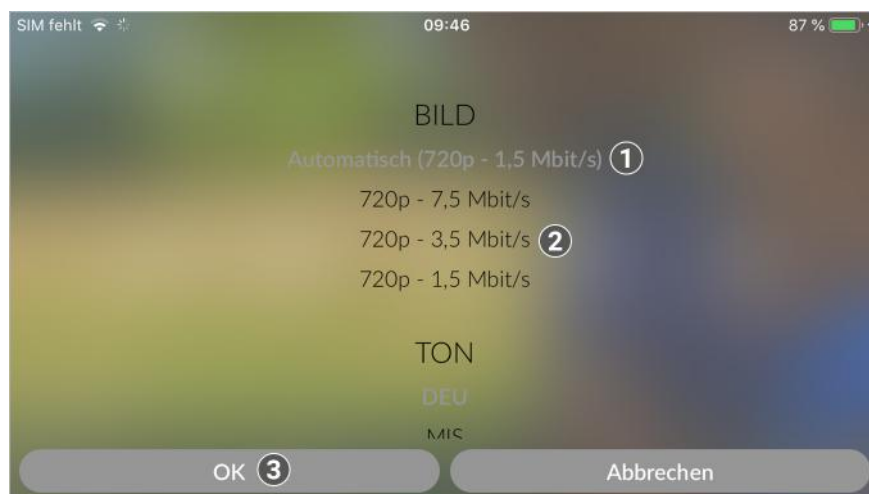 SIM fehlt 09:46 87 %
BILD
Automatisch (720p - 1,5 Mbit/s) 1
720p - 7,5 Mbit/s
720p - 3,5 Mbit/s 2
720p - 1,5 Mbit/s
TON
DEU
MIS
OK 3 Abbrechen